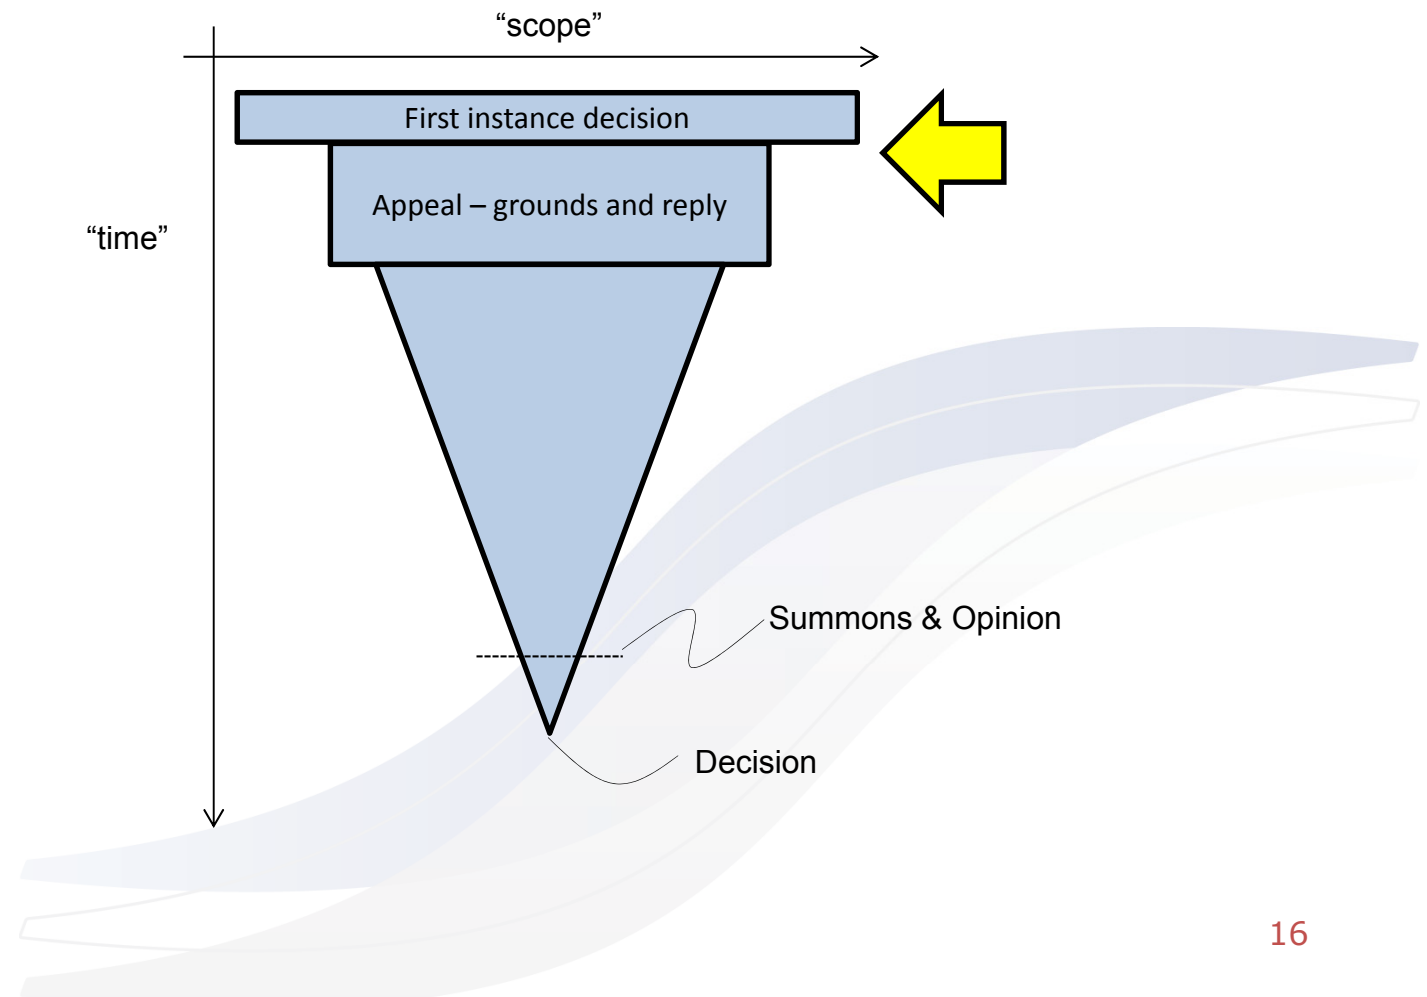 “scope”
First instance decision
Appeal – grounds and reply
“time”
Summons & Opinion
Decision
16